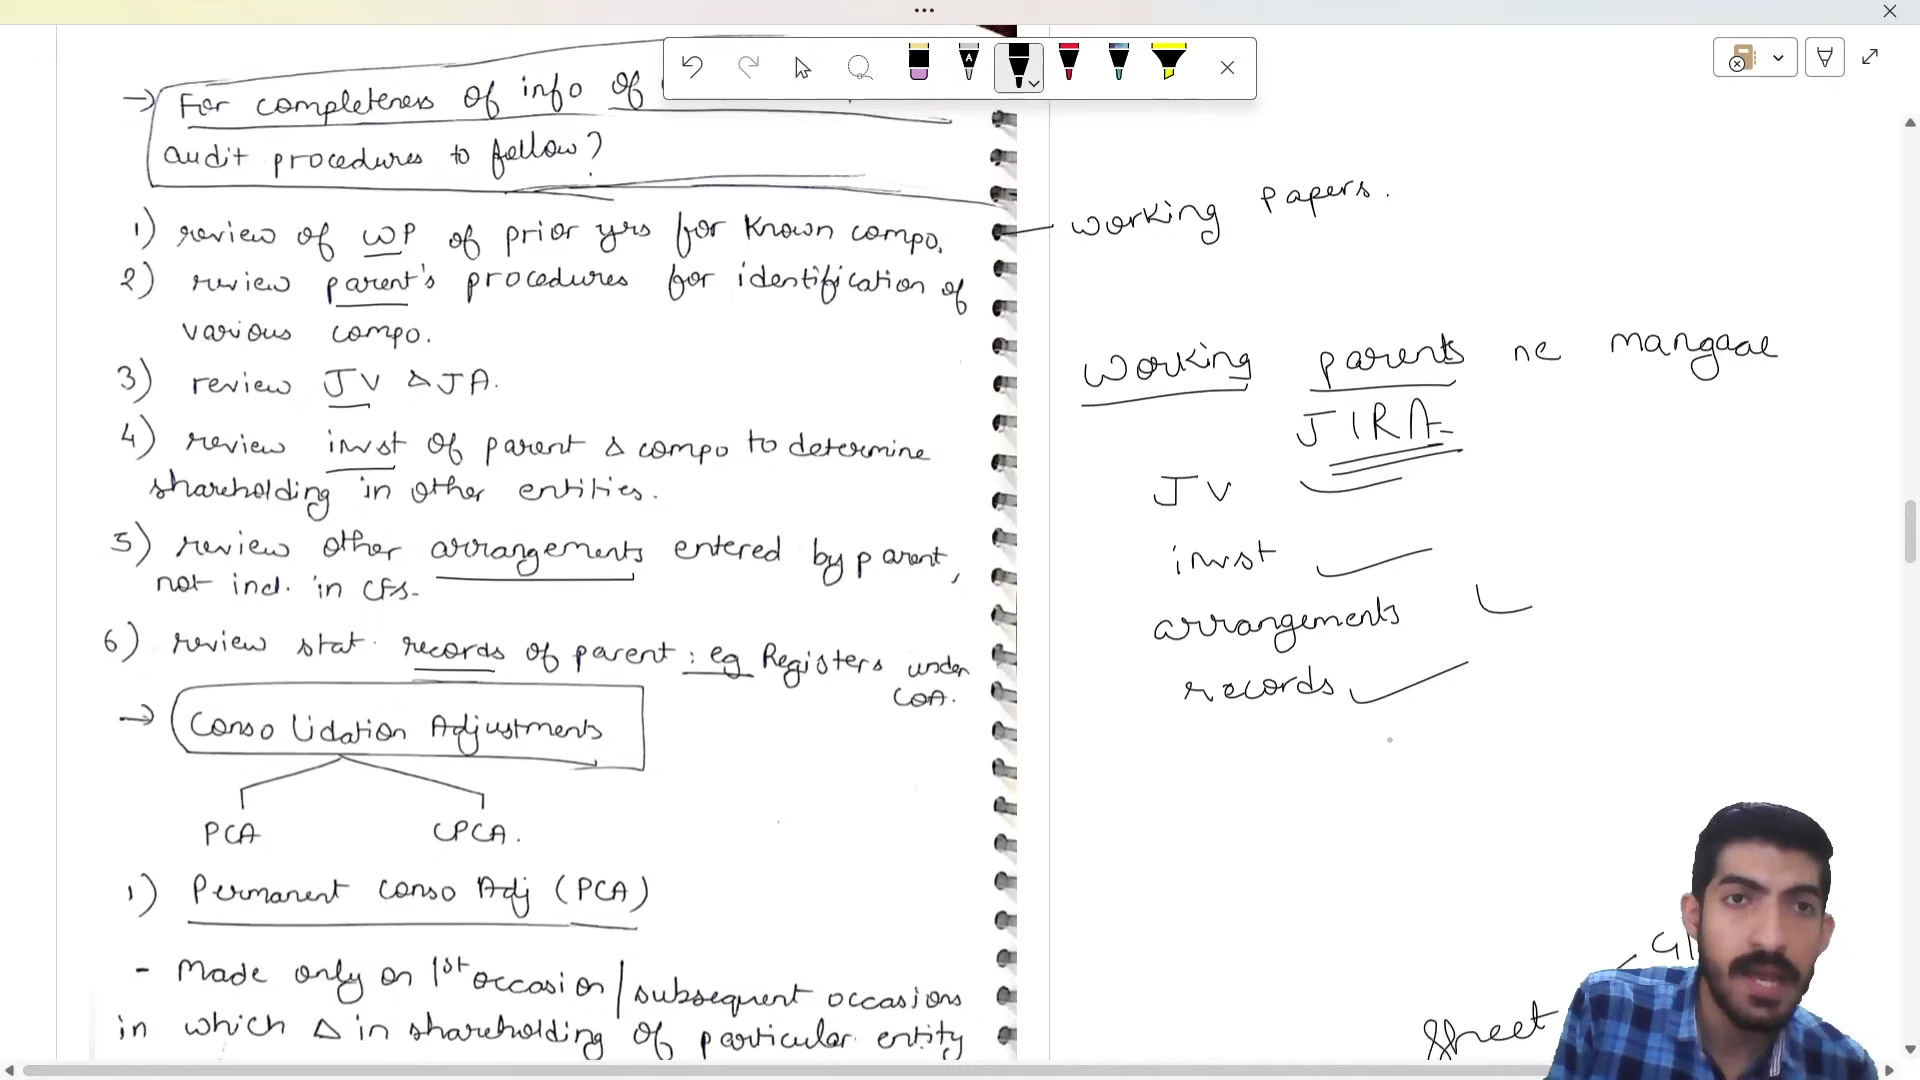 → For completeness of info of
audit procedures to follow?
1) review of WP of prior yrs for known compo.
2) review parent's procedures for identification of
various compo.
3) review JV & JA.
4) review invst of parent & compo to determine
shareholding in other entities.
5) review other arrangements entered by parent,
not incl. in CFS.
6) review stat. records of parent : eg Registers under
COA.
→ Consolidation Adjustments
PCA CPCA.
1) Permanent conso Adj (PCA)
- Made only on 1st occasion / subsequent occasions
in which Δ in shareholding of particular entity
working papers.
Working parents ne mangaae
JIRA
JV
invst
arrangements
records
Sheet